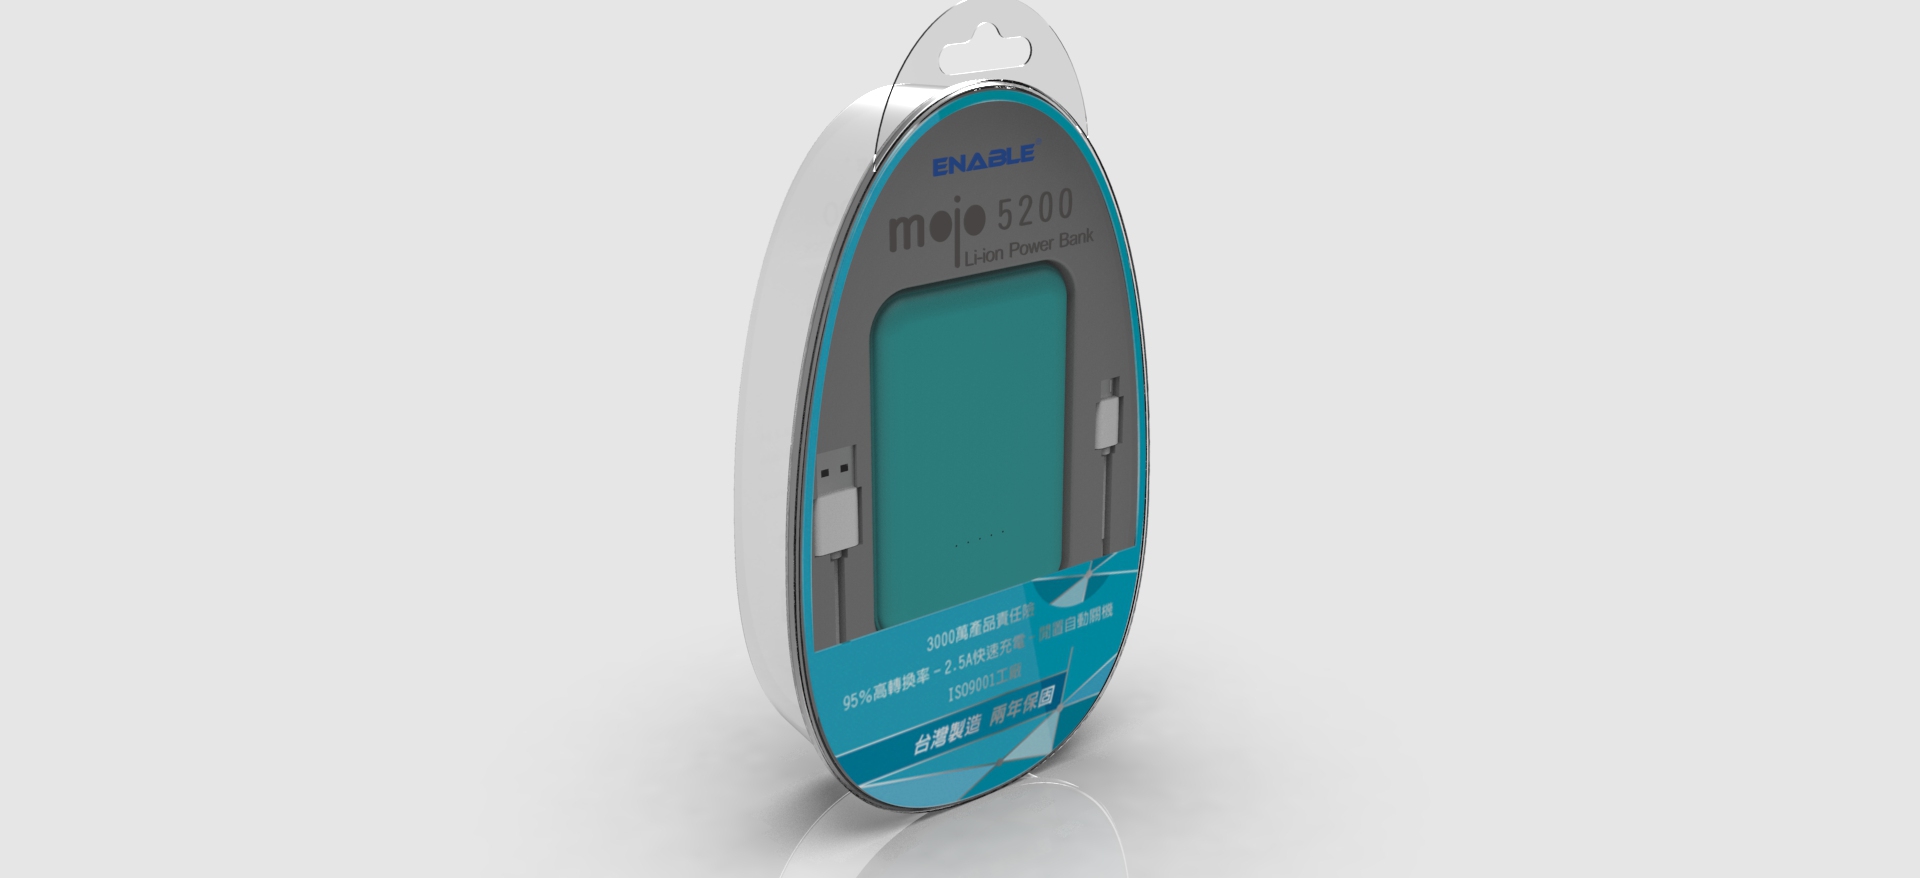 ENABLE
mojo 5200
Li-ion Power Bank
3000萬產品責任險
95%高轉換率-2.5A快速充電-閒置自動關機
ISO9001工廠
台灣製造 兩年保固